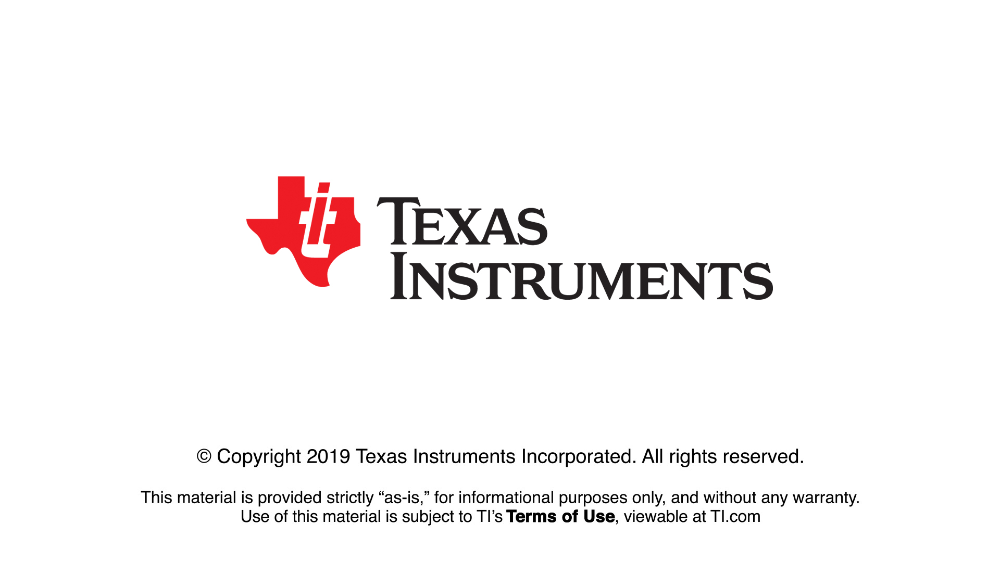 ti
TEXAS
INSTRUMENTS
© Copyright 2019 Texas Instruments Incorporated. All rights reserved.
This material is provided strictly “as-is,” for informational purposes only, and without any warranty.
Use of this material is subject to TI’s Terms of Use, viewable at TI.com